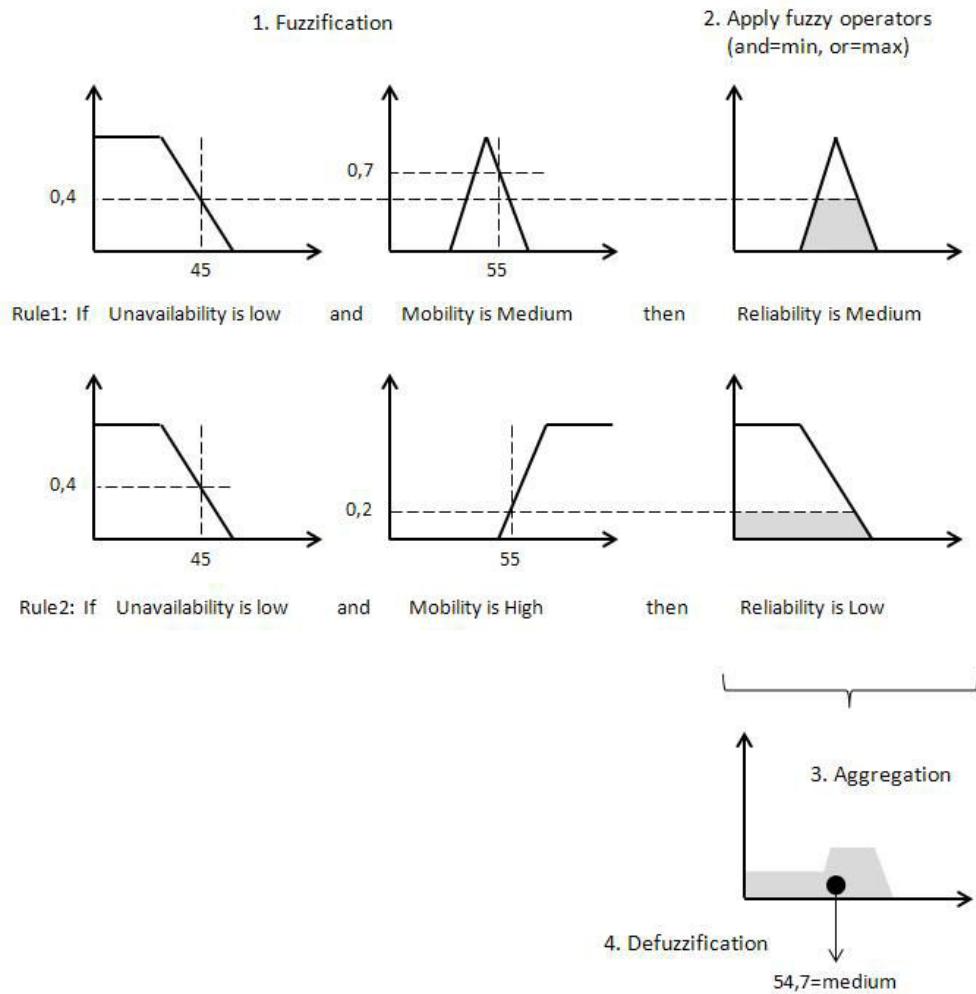 1. Fuzzification
2. Apply fuzzy operators
(and=min, or=max)
0,4
0,7
45
55
Rule1: If Unavailability is low and Mobility is Medium then Reliability is Medium
0,4
0,2
45
55
Rule2: If Unavailability is low and Mobility is High then Reliability is Low
3. Aggregation
4. Defuzzification
54,7=medium